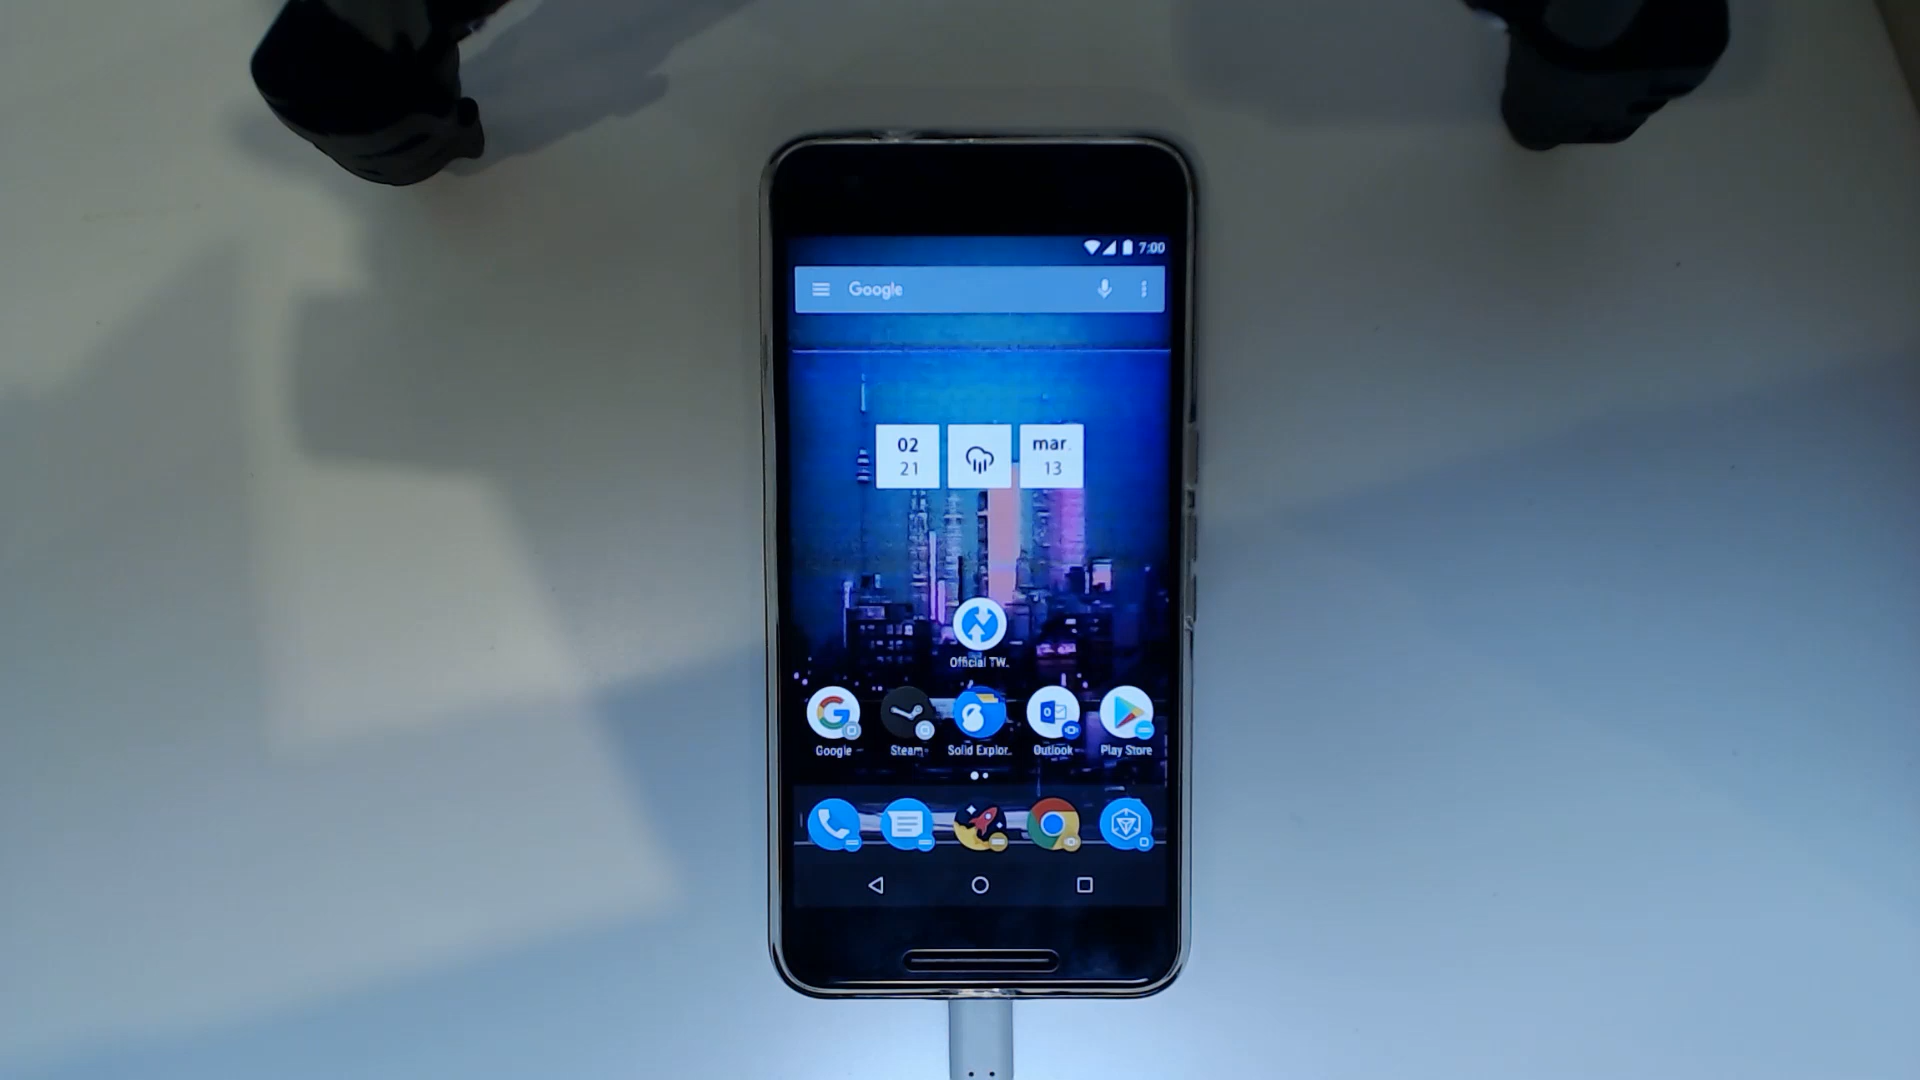 7:00
Google
02
21
mar.
13
Official TW..
Google
Steam
Solid Explor..
Outlook
Play Store